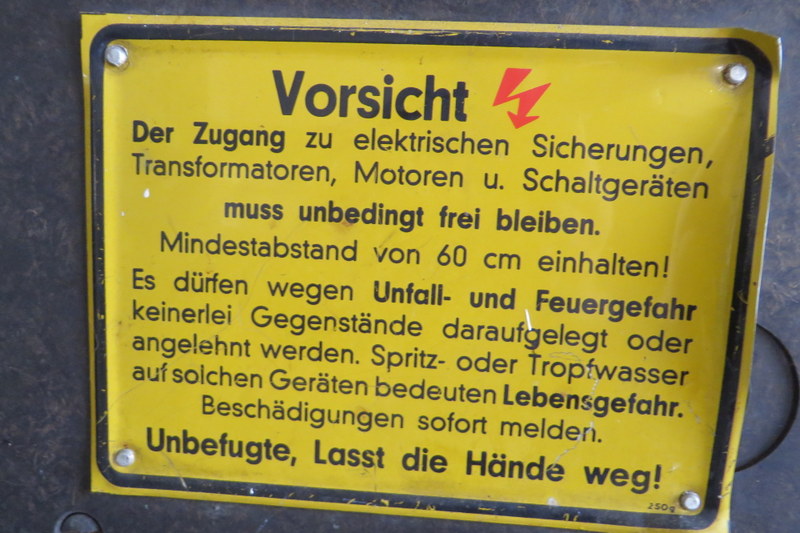 Vorsicht
Der Zugang zu elektrischen Sicherungen,
Transformatoren, Motoren u. Schaltgeräten
muss unbedingt frei bleiben.
Mindestabstand von 60 cm einhalten!
Es dürfen wegen Unfall- und Feuergefahr
keinerlei Gegenstände daraufgelegt oder
angelehnt werden. Spritz- oder Tropfwasser
auf solchen Geräten bedeuten Lebensgefahr.
Beschädigungen sofort melden.
Unbefugte, Lasst die Hände weg!
250g